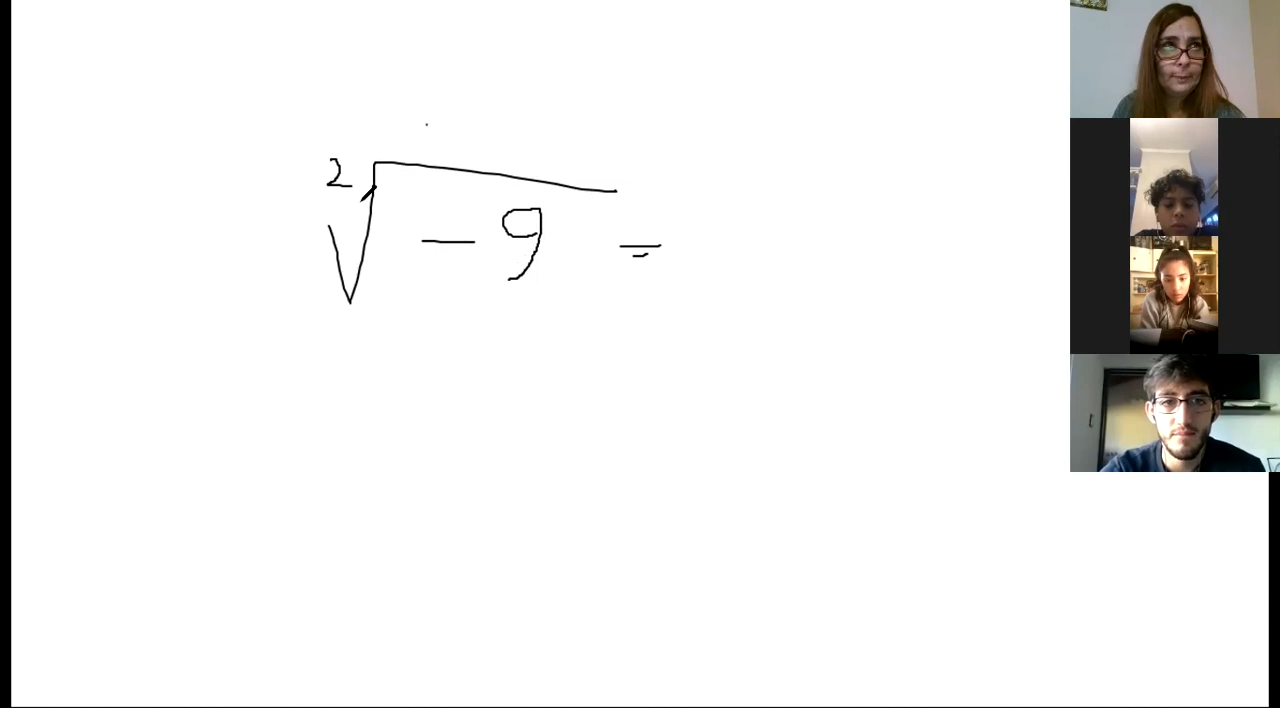 ²√-9 =